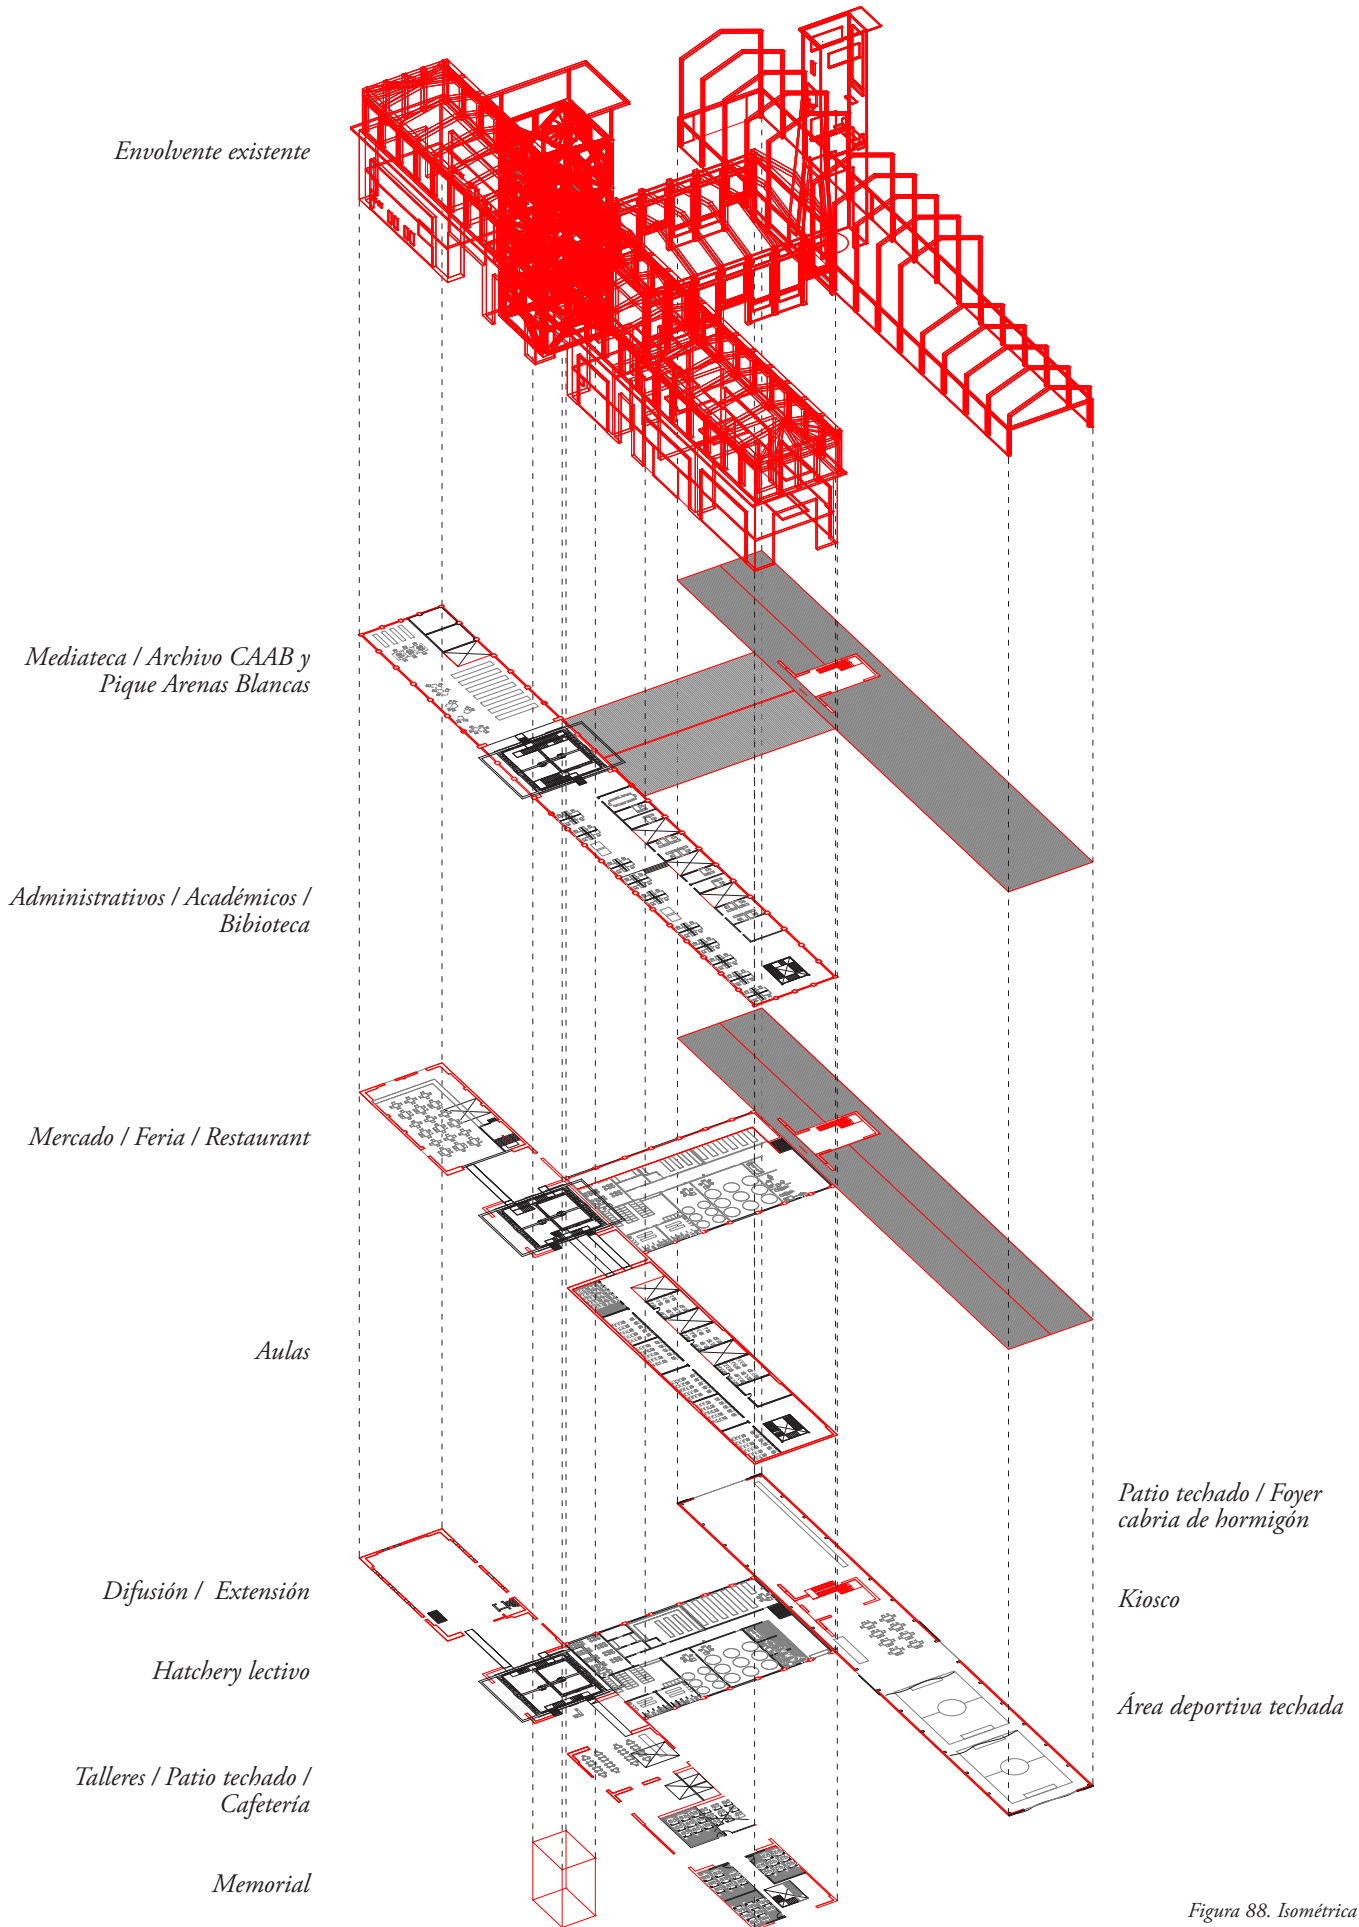 Envolvente existente
Mediateca / Archivo CAAB y
Pique Arenas Blancas
Administrativos / Académicos /
Bibioteca
Mercado / Feria / Restaurant
Aulas
Patio techado / Foyer
cabria de hormigón
Difusión / Extensión
Kiosco
Hatchery lectivo
Área deportiva techada
Talleres / Patio techado /
Cafetería
Memorial
Figura 88. Isométrica